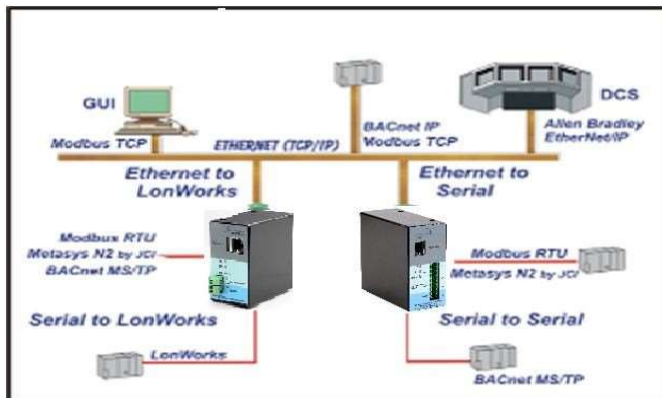 GUI
Modbus TCP
ETHERNET (TCP/IP)
BACnet IP
Modbus TCP
DCS
Allen Bradley
EtherNet/IP
Ethernet to
LonWorks
Ethernet to
Serial
Modbus RTU
Metasys N2 by JCI
BACnet MS/TP
Modbus RTU
Metasys N2 by JCI
Serial to LonWorks
Serial to Serial
LonWorks
BACnet MS/TP